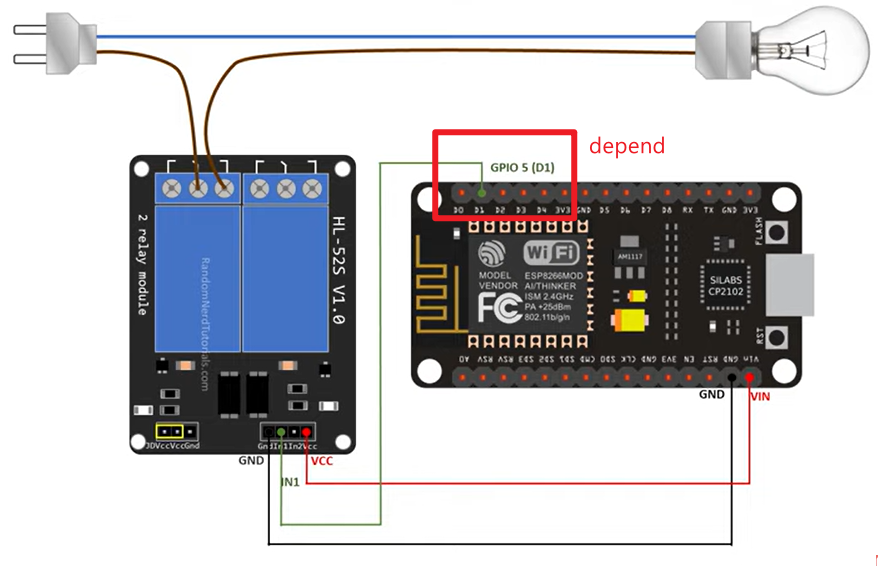 depend
GPIO 5 (D1)
D0 D1 D2 D3 D4 3V3 GND D5 D6 D7 D8 RX TX GND 3V3
FLASH
WiFi
MODEL
VENDOR
ESP8266MOD
AI/THINKER
ISM 2.4GHz
PA +25dBm
802.11b/g/n
FC
AM1117
SILABS
CP2102
RST
A0 RSV RSV SD3 SD2 SD1 CMD SD0 CLK GND 3V3 EN RST GND Vin
GND
VIN
2 relay module
RandomNerdTutorials.com
HL-52S V1.0
JDVccVccGnd
GndIn1In2Vcc
GND
VCC
IN1